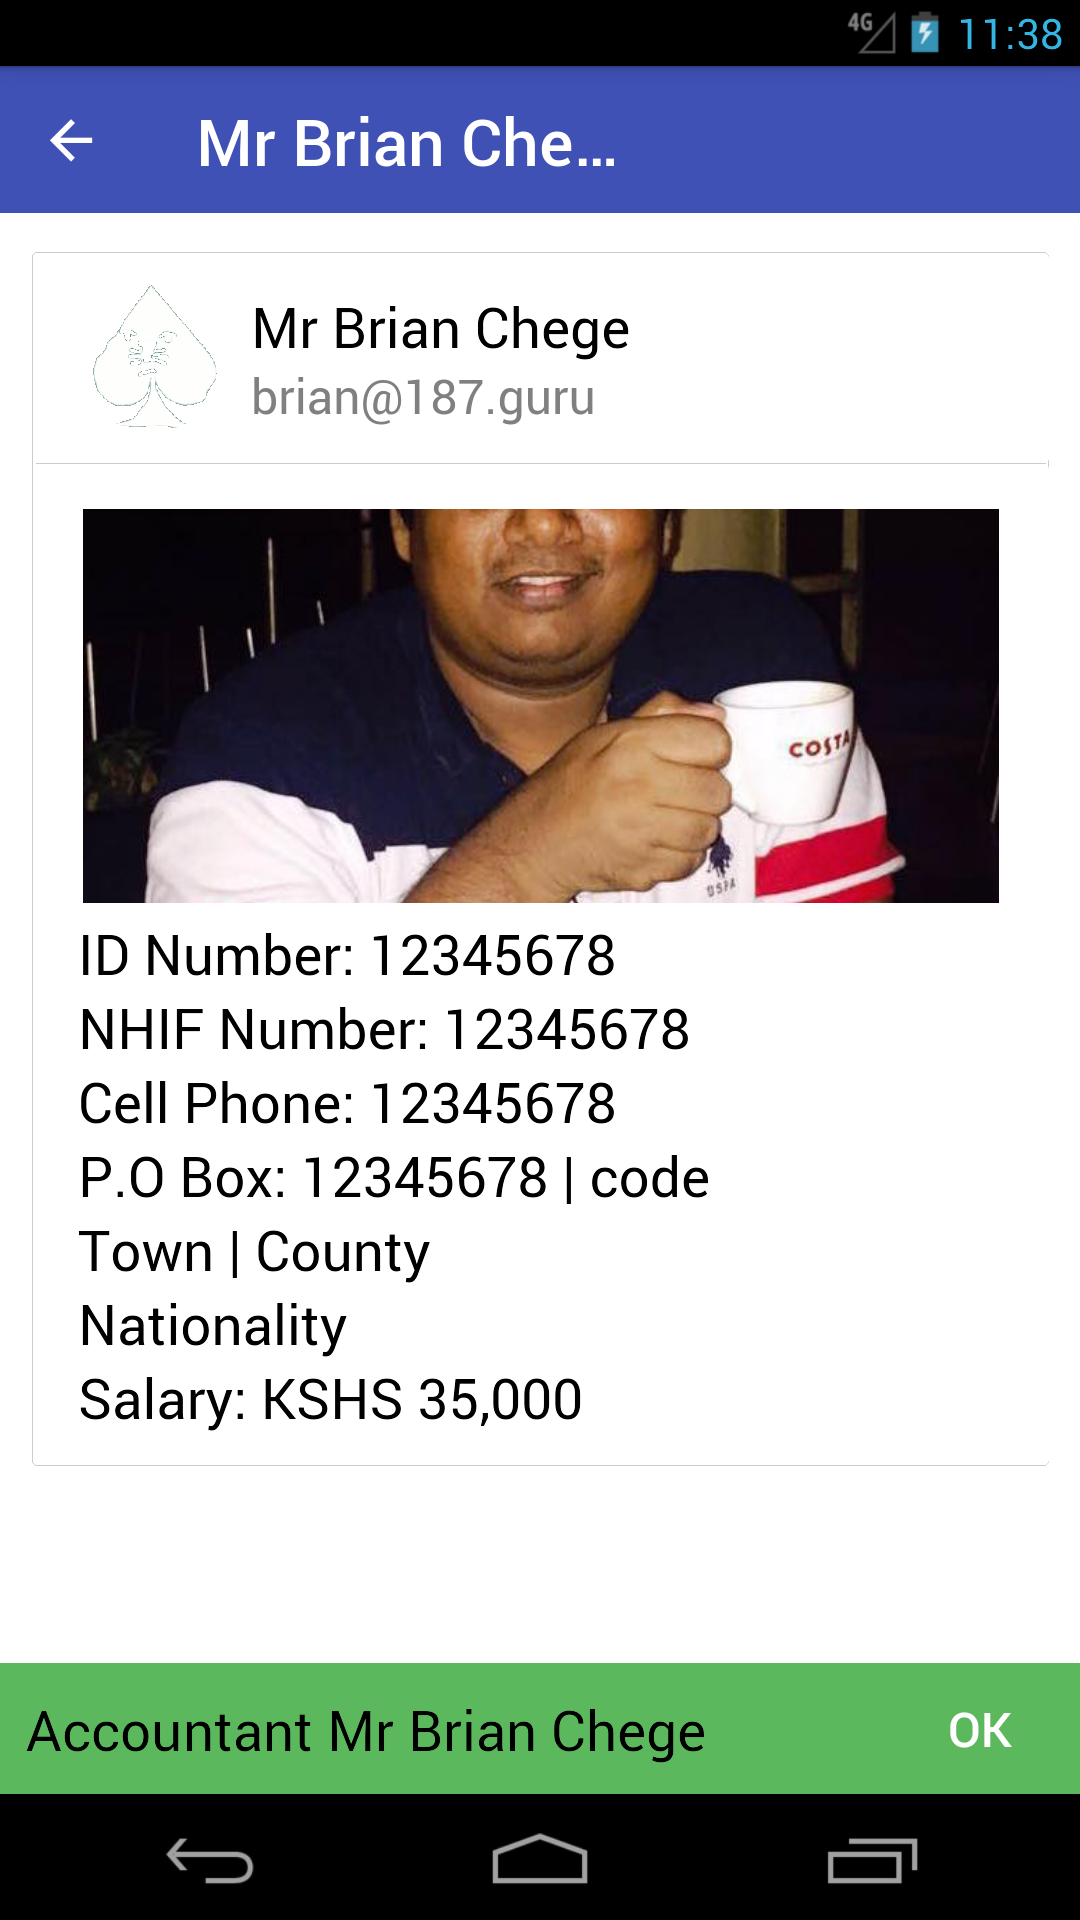 4G 11:38
Mr Brian Che...
Mr Brian Chege
brian@187.guru
COSTA
USPA
ID Number: 12345678
NHIF Number: 12345678
Cell Phone: 12345678
P.O Box: 12345678 | code
Town | County
Nationality
Salary: KSHS 35,000
Accountant Mr Brian Chege OK